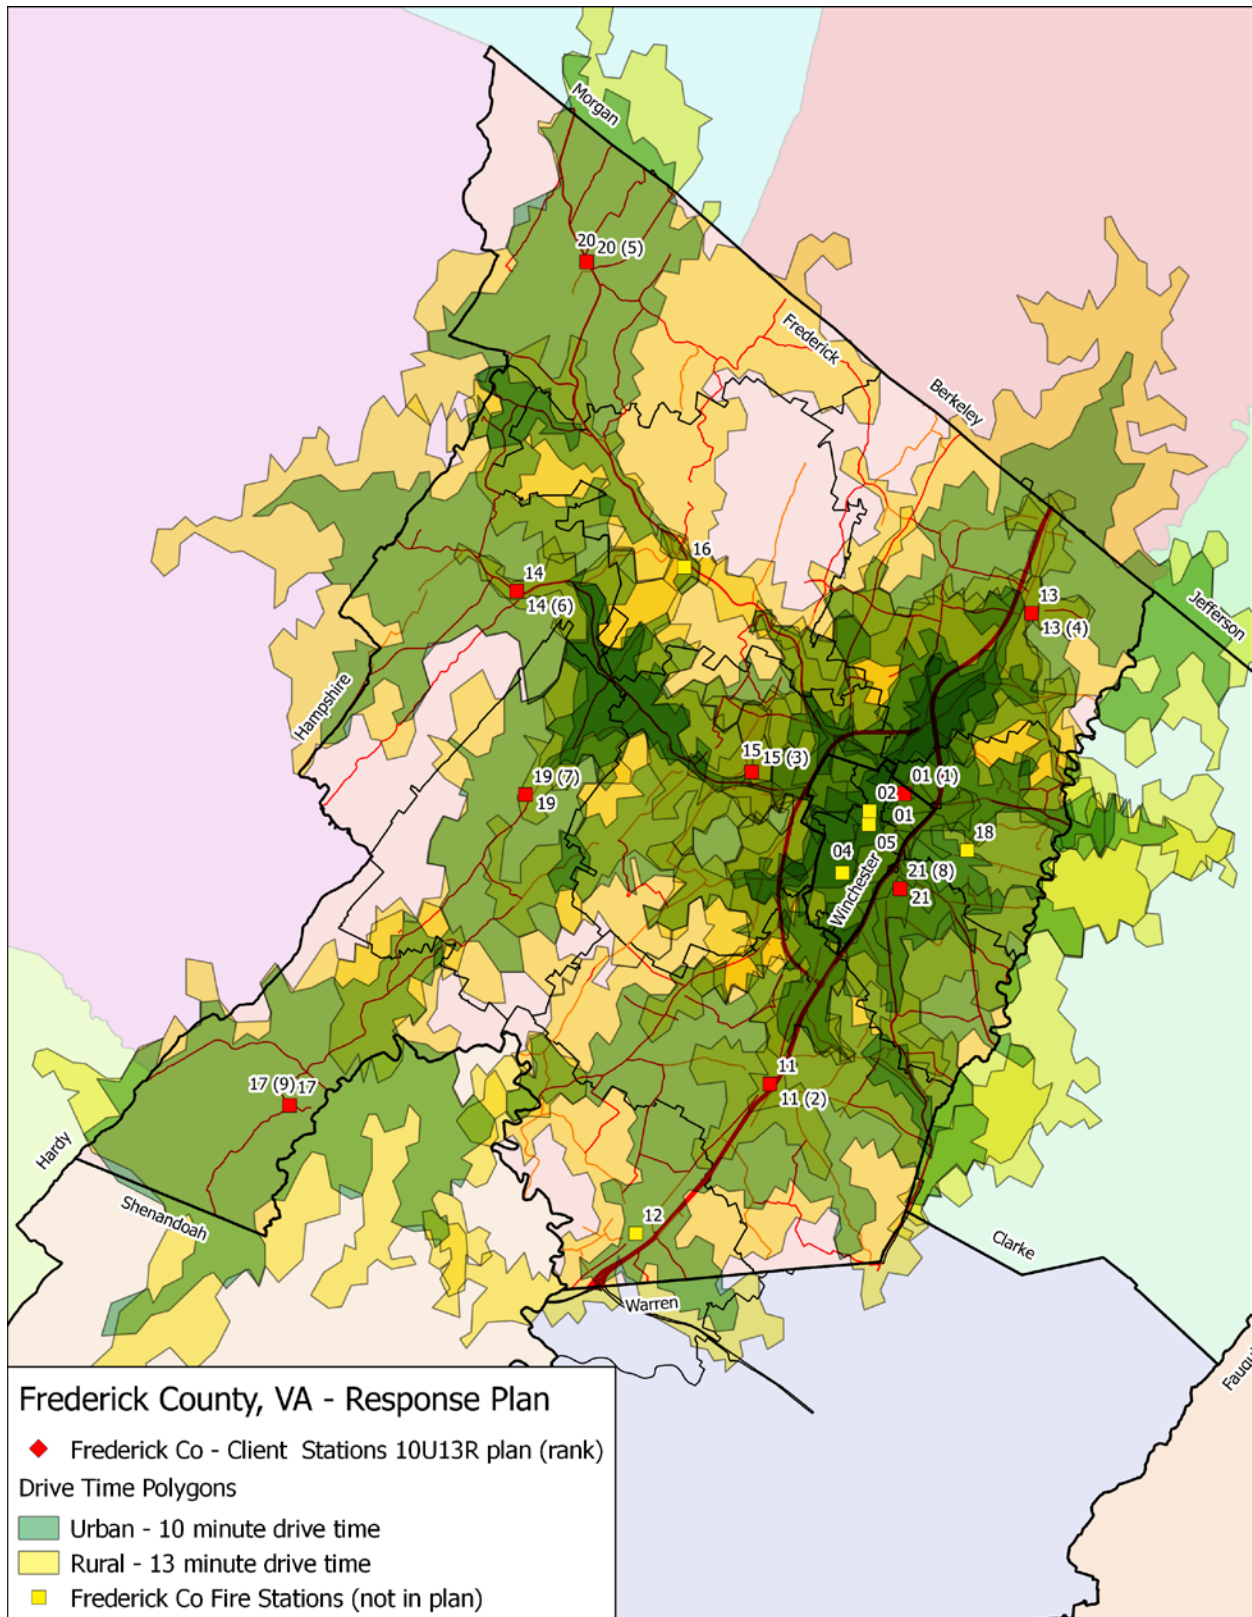 Morgan
20
20 (5)
Frederick
Berkeley
16
14
14 (6)
13
13 (4)
Jefferson
Hampshire
15
15 (3)
19 (7)
19
01 (1)
02
01
05
18
04
Winchester
21 (8)
21
11
11 (2)
17 (9)
17
Hardy
Shenandoah
12
Clarke
Warren
Fauqui
Frederick County, VA - Response Plan
Frederick Co - Client Stations 10U13R plan (rank)
Drive Time Polygons
Urban - 10 minute drive time
Rural - 13 minute drive time
Frederick Co Fire Stations (not in plan)